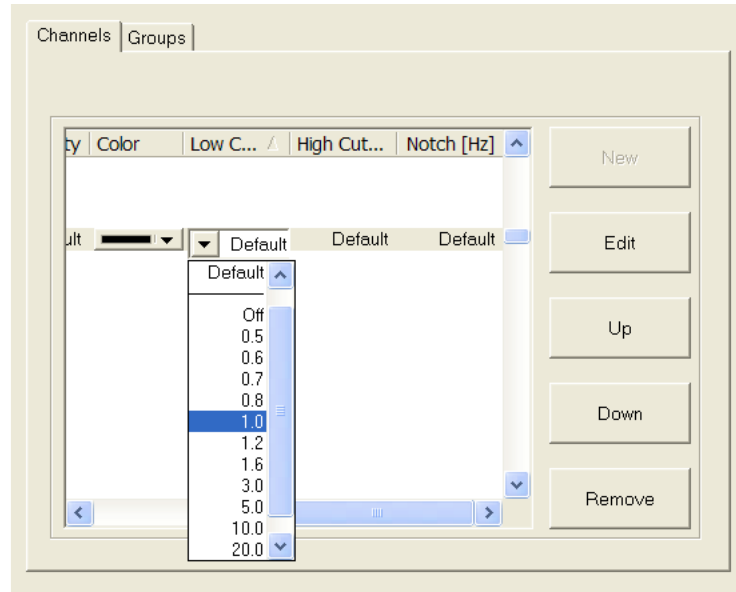 Channels Groups
ty Color Low C... High Cut... Notch [Hz]
New
ult Default Default Default
Edit
Default
Off
0.5
0.6
0.7
0.8
1.0
1.2
1.6
3.0
5.0
10.0
20.0
Up
Down
Remove